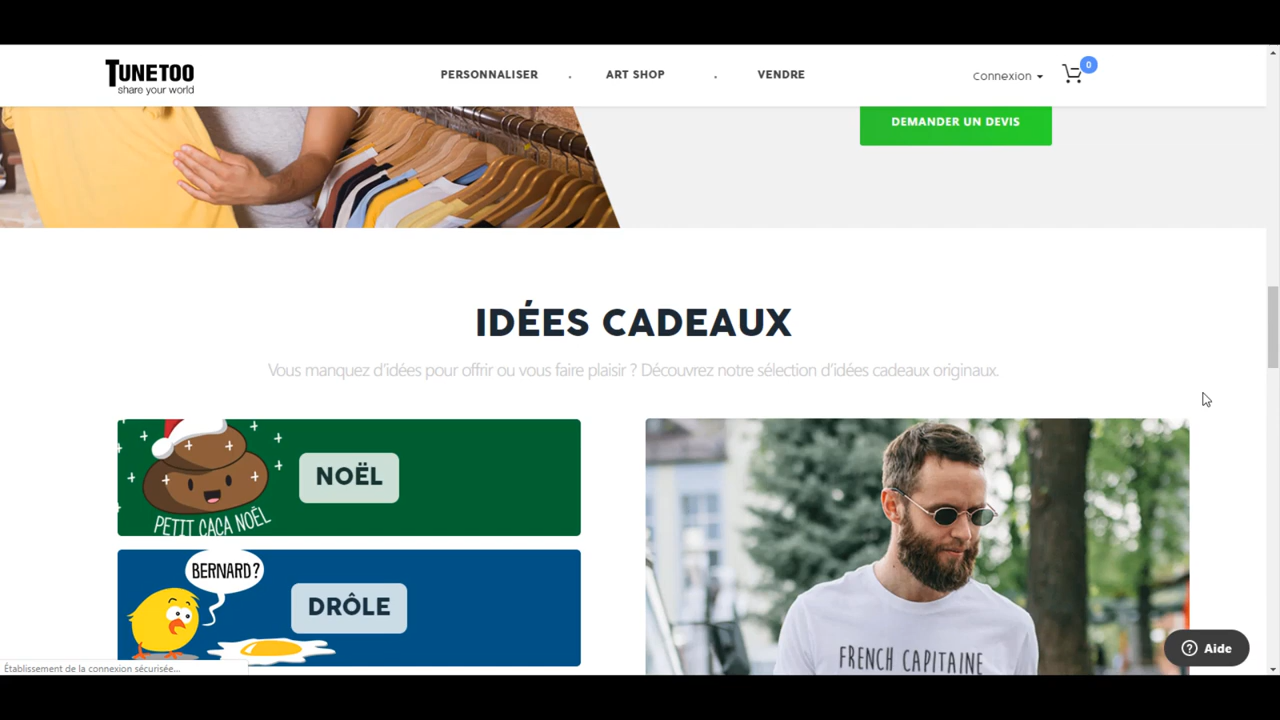 TUNETOO
share your world
PERSONNALISER
ART SHOP
VENDRE
Connexion
0
DEMANDER UN DEVIS
IDÉES CADEAUX
Vous manquez d'idées pour offrir ou vous faire plaisir ? Découvrez notre sélection d'idées cadeaux originaux.
NOËL
PETIT CACA NOËL
BERNARD?
DRÔLE
FRENCH CAPITAINE
? Aide
Établissement de la connexion sécurisée...